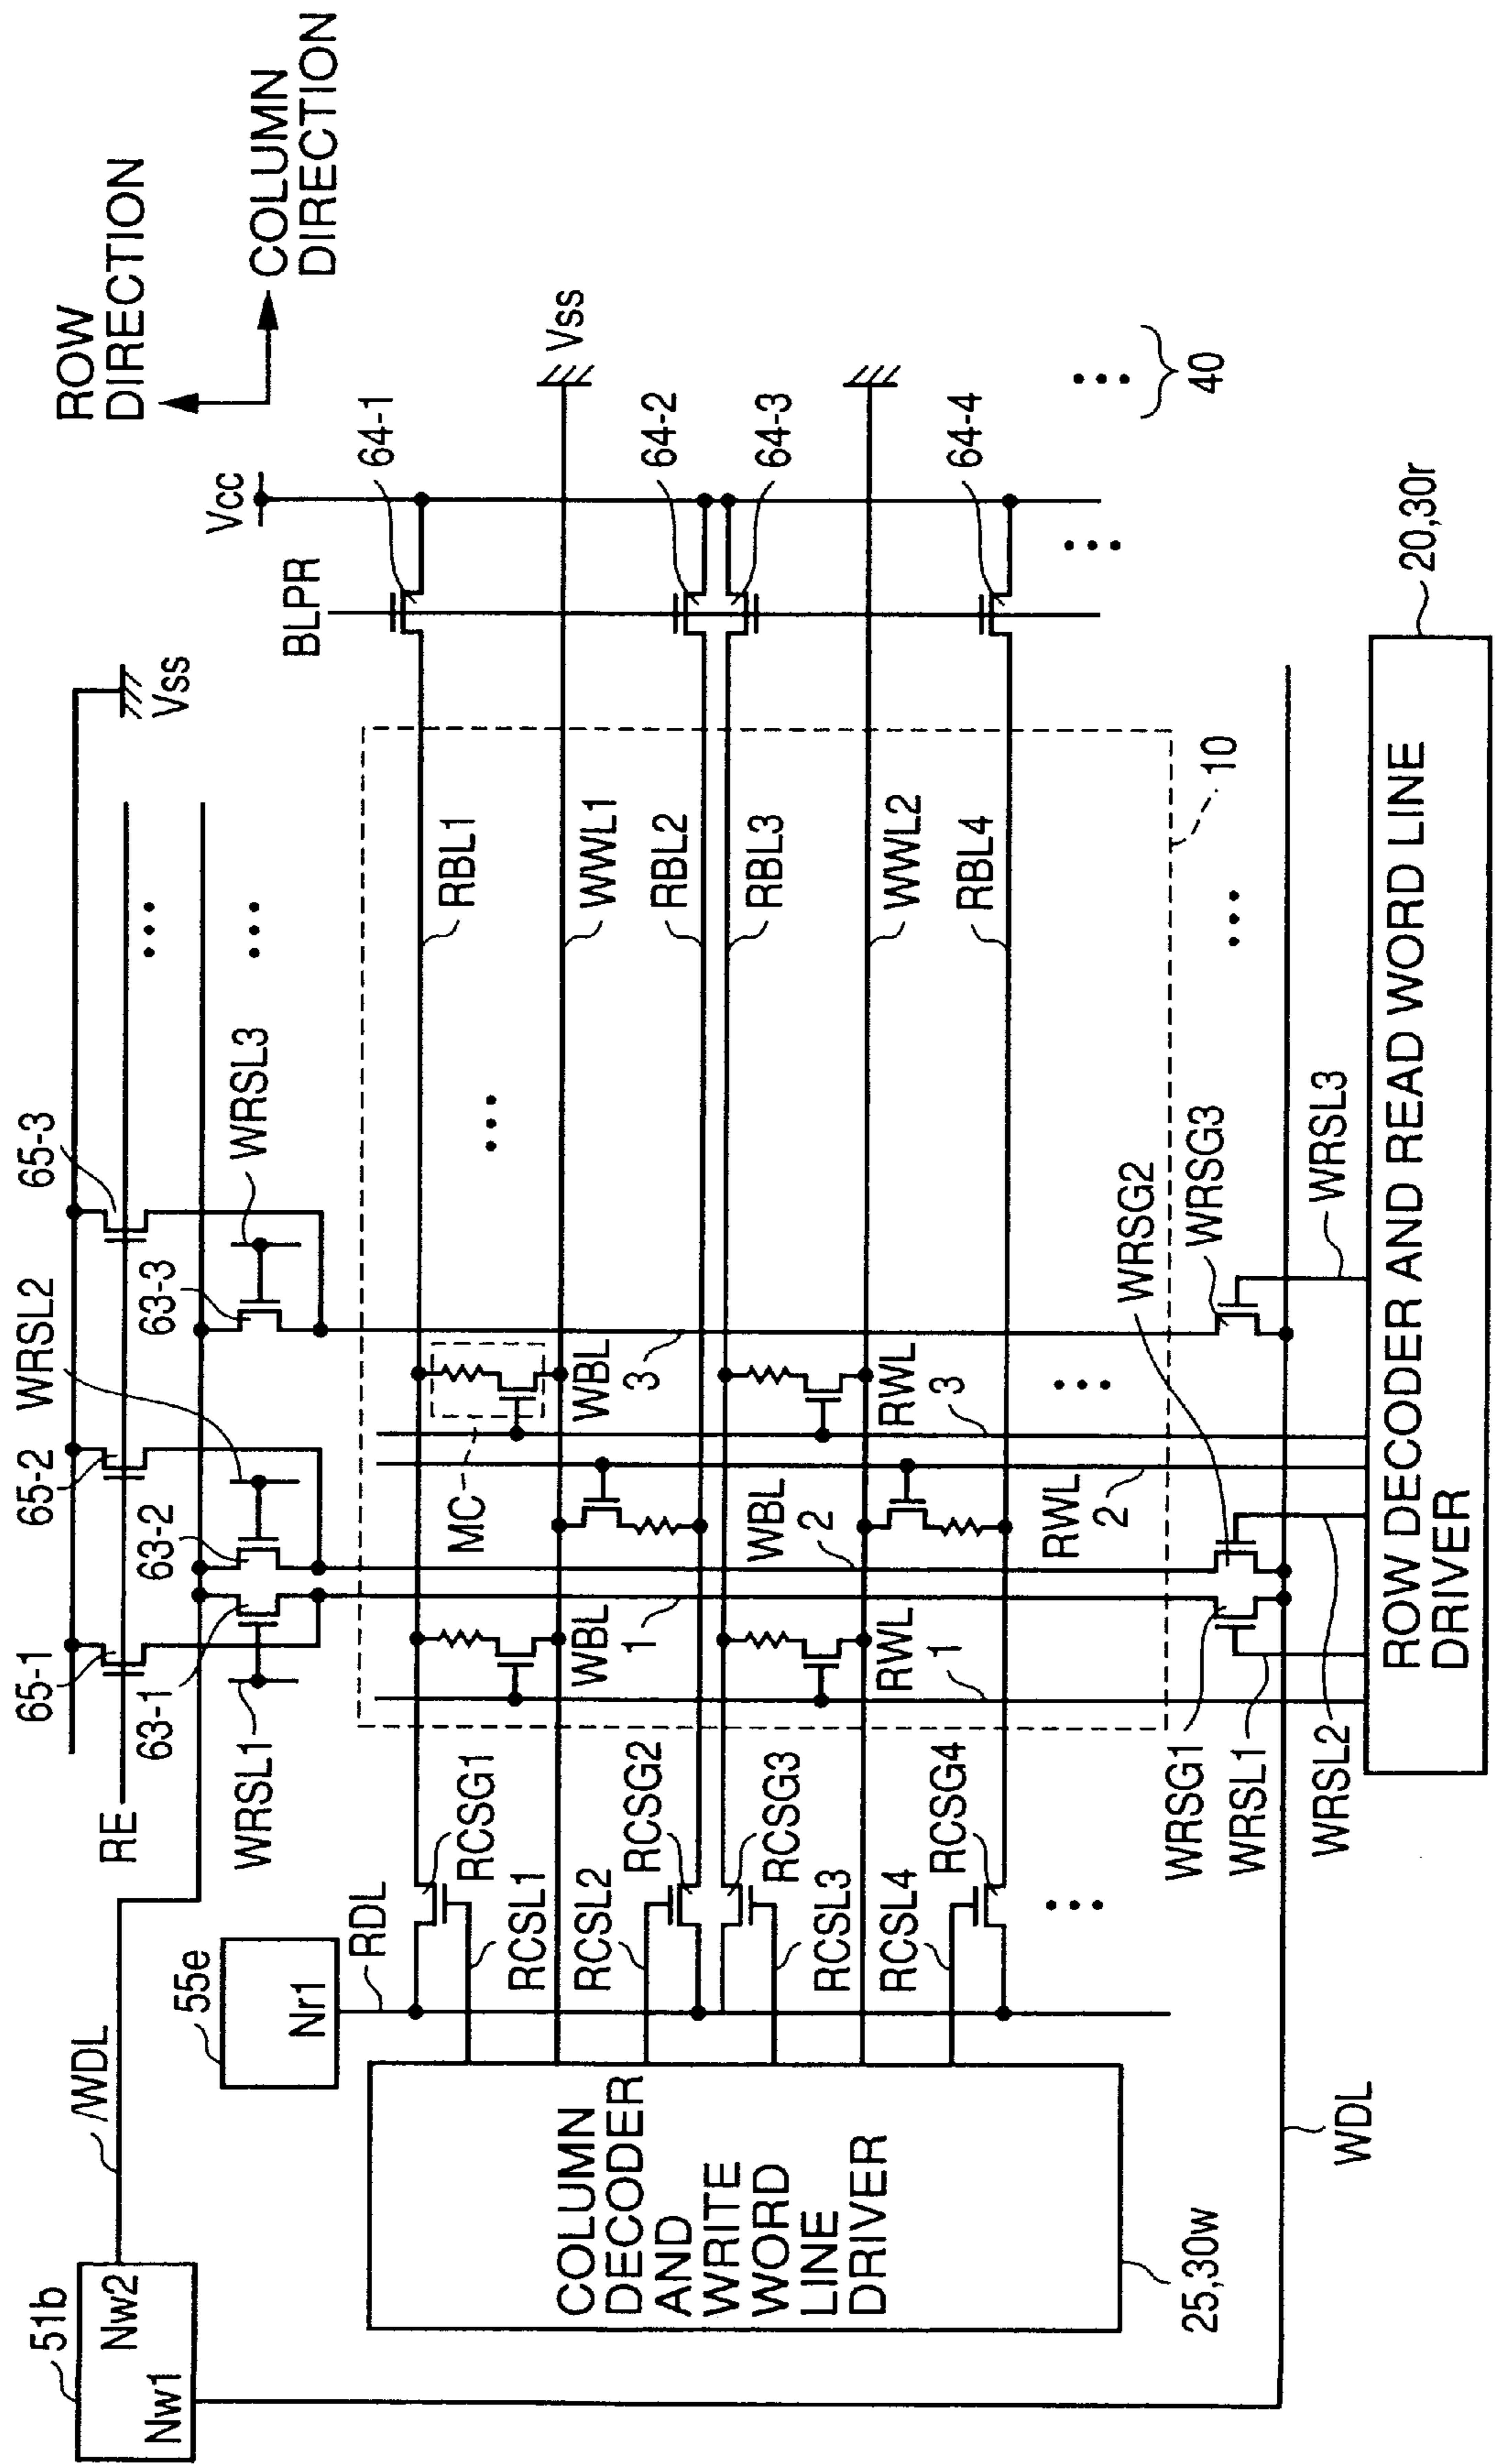 ROW
DIRECTION
COLUMN
DIRECTION
51b
Nw2
Nw1
/WDL
55e
Nr1
RDL
RE
WRSL1
63-1
65-1
63-2
65-2
WRSL2
63-3
65-3
WRSL3
Vss
BLPR
Vcc
64-1
Vss
64-2
64-3
64-4
40
COLUMN
DECODER
AND
WRITE
WORD
LINE
DRIVER
25,30w
RCSG1
RCSL1
RCSL2
RCSG2
RCSG3
RCSL3
RCSL4
RCSG4
WBL
1
RWL
1
MC
WBL
2
RWL
2
WBL
3
RWL
3
RBL1
WWL1
RBL2
RBL3
WWL2
RBL4
10
WRSG1
WRSL1
WRSL2
WRSG2
WRSG3
WRSL3
WDL
ROW DECODER AND READ WORD LINE
DRIVER
20,30r